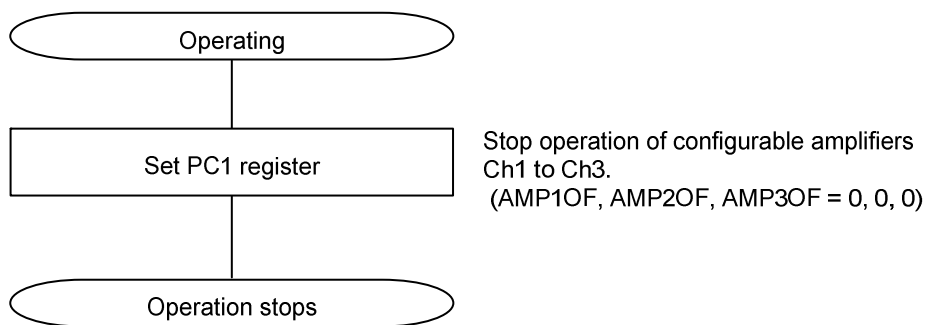 Operating
Set PC1 register
Stop operation of configurable amplifiers
Ch1 to Ch3.
(AMP1OF, AMP2OF, AMP3OF = 0, 0, 0)
Operation stops